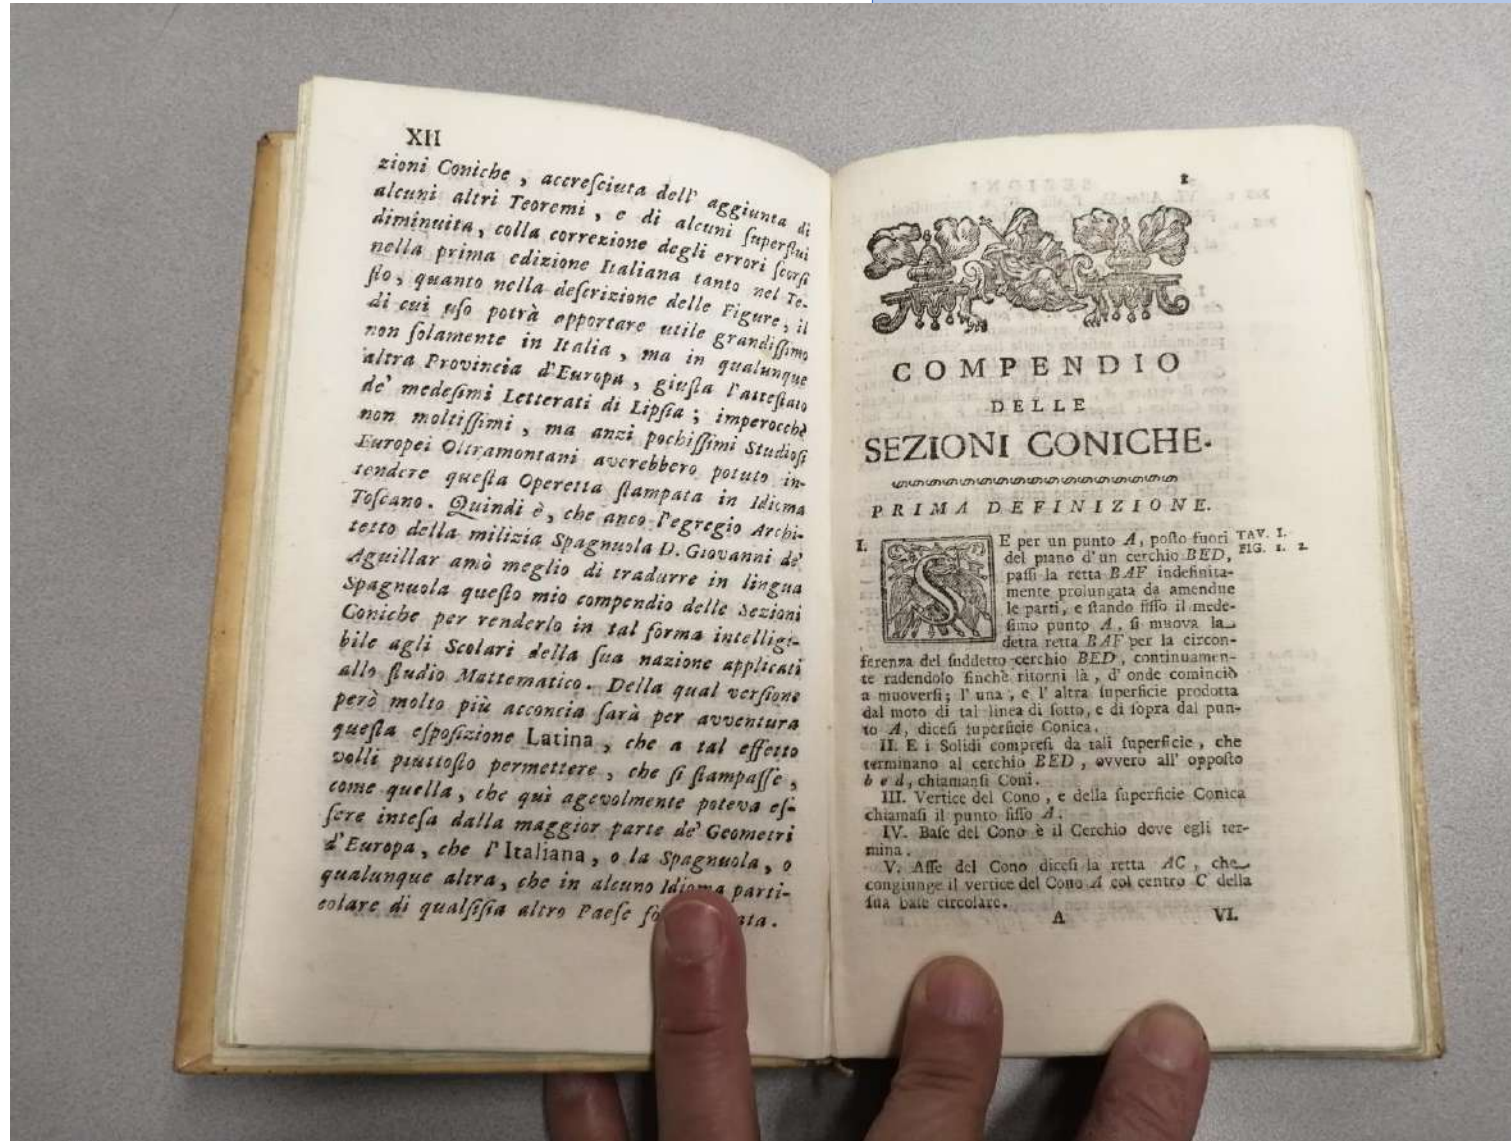 XII
zioni Coniche, accreſciuta dell' aggiunta di
alcuni altri Teoremi, e di alcuni ſuperflui
diminuita, colla correzione degli errori ſcorſi
nella prima edizione Italiana tanto nel Te-
ſto, quanto nella deſcrizione delle Figure, il
di cui uſo potrà apportare utile grandiſſimo
non ſolamente in Italia, ma in qualunque
altra Provincia d'Europa, giuſta l'atteſtato
de' medeſimi Letterati di Lipſia; imperocchè
non moltiſſimi, ma anzi pochiſſimi Studioſi
Europei Oltramontani averebbero potuto in-
tendere queſta Operetta ſtampata in Idioma
Toſcano. Quindi è, che anco l'egregio Archi-
tetto della milizia Spagnuola D. Giovanni de'
Aguillar amò meglio di tradurre in lingua
Spagnuola queſto mio compendio delle Sezioni
Coniche per renderlo in tal forma intelligi-
bile agli Scolari della ſua nazione applicati
allo ſtudio Mattematico. Della qual verſione
però molto più acconcia ſarà per avventura
queſta eſpoſizione Latina, che a tal effetto
volli piuttoſto permettere, che ſi ſtampaſſe,
come quella, che quì agevolmente poteva eſ-
ſere inteſa dalla maggior parte de' Geometri
d'Europa, che l'Italiana, o la Spagnuola, o
qualunque altra, che in alcuno Idioma parti-
colare di qualſiſia altro Paeſe
1
COMPENDIO
DELLE
SEZIONI CONICHE.
PRIMA DEFINIZIONE.
I. SE per un punto A, poſto fuori TAV. I.
del piano d'un cerchio BED, FIG. 1. 2.
paſſi la retta BAF indefinita-
mente prolungata da amendue
le parti, e ſtando fiſſo il mede-
ſimo punto A, ſi muova la
detta retta BAF per la circon-
ferenza del ſuddetto cerchio BED, continuamen-
te radendolo finchè ritorni là, d' onde cominciò
a muoverſi; l' una, e l' altra ſuperficie prodotta
dal moto di tal linea di ſotto, e di ſopra dal pun-
to A, diceſi ſuperficie Conica.
II. E i Solidi compreſi da tali ſuperficie, che
terminano al cerchio BED, ovvero all' oppoſto
b e d, chiamanſi Coni.
III. Vertice del Cono, e della ſuperficie Conica
chiamaſi il punto fiſſo A.
IV. Baſe del Cono è il Cerchio dove egli ter-
mina.
V. Aſſe del Cono diceſi la retta AC, che
congiunge il vertice del Cono A col centro C della
ſua baſe circolare.
A VI.